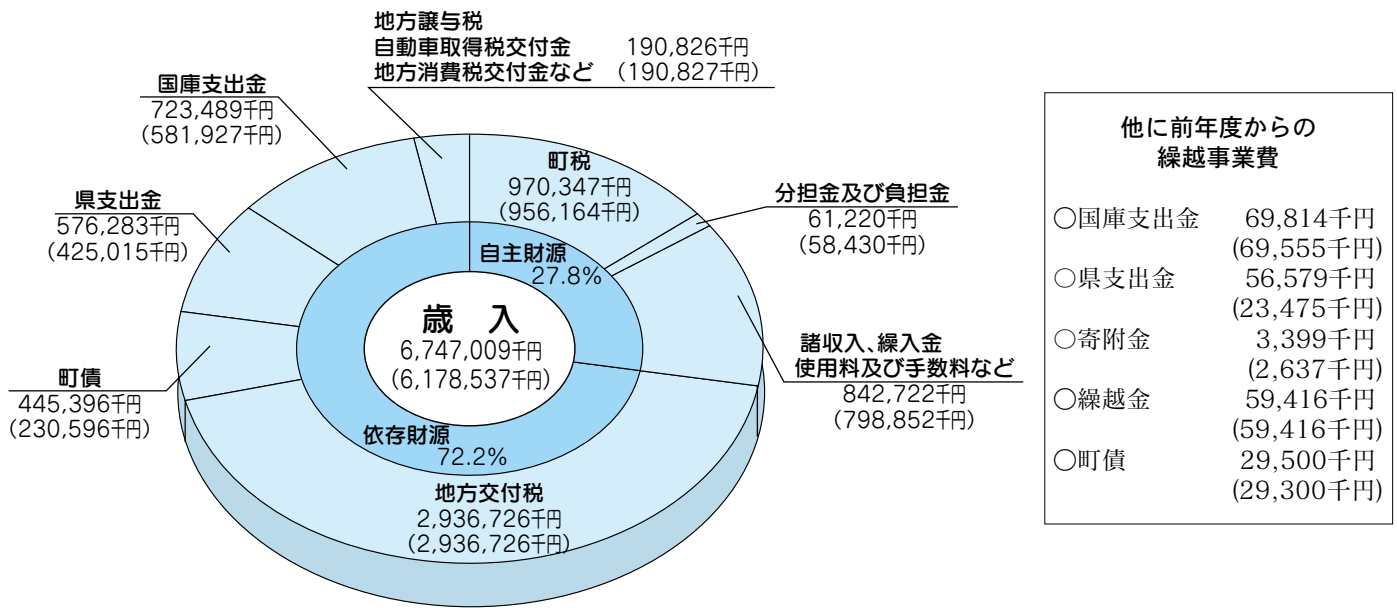 地方譲与税
自動車取得税交付金 190,826千円
地方消費税交付金など (190,827千円)
国庫支出金
723,489千円
(581,927千円)
県支出金
576,283千円
(425,015千円)
町債
445,396千円
(230,596千円)
町税
970,347千円
(956,164千円)
分担金及び負担金
61,220千円
(58,430千円)
諸収入、繰入金
使用料及び手数料など
842,722千円
(798,852千円)
自主財源
27.8%
歳 入
6,747,009千円
(6,178,537千円)
依存財源
72.2%
地方交付税
2,936,726千円
(2,936,726千円)
他に前年度からの
繰越事業費
○国庫支出金 69,814千円
(69,555千円)
○県支出金 56,579千円
(23,475千円)
○寄附金 3,399千円
(2,637千円)
○繰越金 59,416千円
(59,416千円)
○町債 29,500千円
(29,300千円)